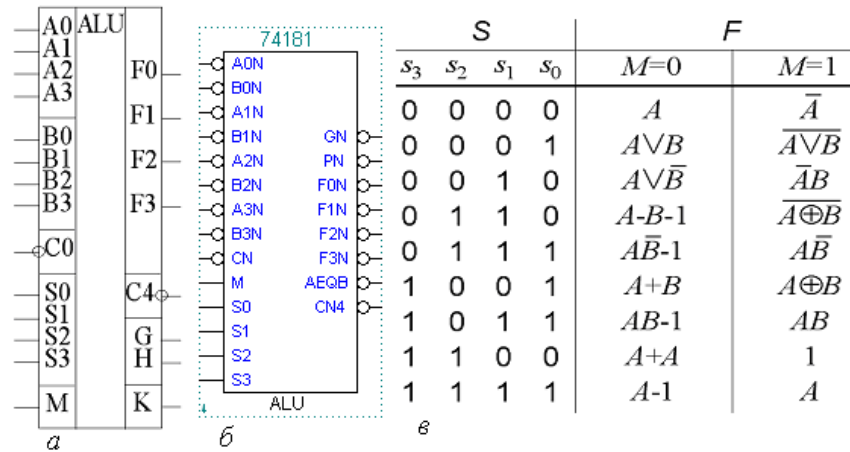 A0 ALU
A1
A2 F0
A3
F1
B0
B1 F2
B2
B3 F3
C0
S0 C4
S1
S2 G
S3 H
M K
а
74181
A0N
B0N
A1N
B1N GN
A2N PN
B2N F0N
A3N F1N
B3N F2N
CN F3N
M AEQB
S0 CN4
S1
S2
S3
4 ALU
б
S F
s₃ s₂ s₁ s₀ M=0 M=1
0 0 0 0 A A̅
0 0 0 1 A∨B A̅∨̅B̅
0 0 1 0 A∨B̅ A̅B
0 1 1 0 A-B-1 A̅⊕̅B̅
0 1 1 1 AB̅-1 AB̅
1 0 0 1 A+B A⊕B
1 0 1 1 AB-1 AB
1 1 0 0 A+A 1
1 1 1 1 A-1 A
в